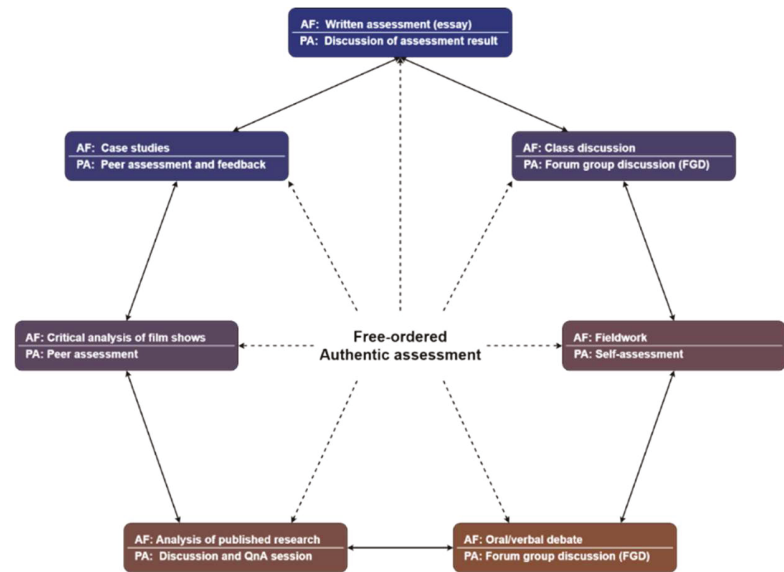 AF: Written assessment (essay)
PA: Discussion of assessment result
AF: Case studies
PA: Peer assessment and feedback
AF: Class discussion
PA: Forum group discussion (FGD)
AF: Critical analysis of film shows
PA: Peer assessment
Free-ordered
Authentic assessment
AF: Fieldwork
PA: Self-assessment
AF: Analysis of published research
PA: Discussion and QnA session
AF: Oral/verbal debate
PA: Forum group discussion (FGD)